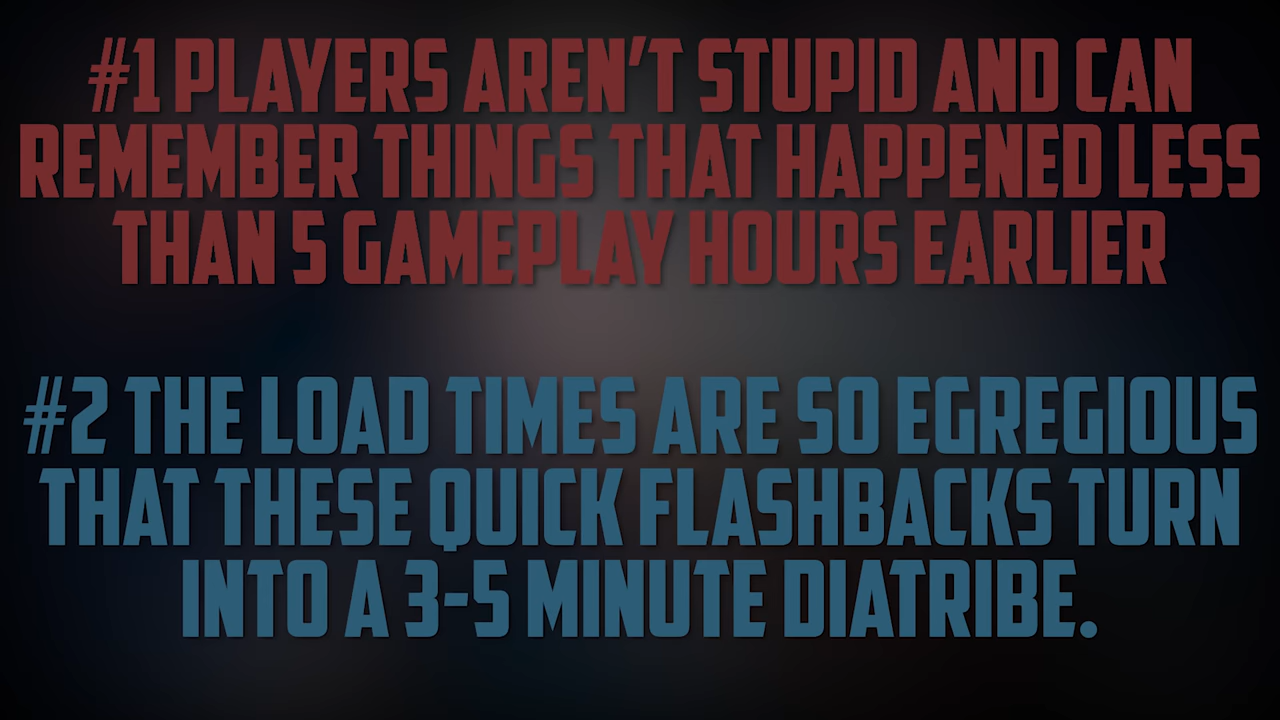 #1 PLAYERS AREN'T STUPID AND CAN
REMEMBER THINGS THAT HAPPENED LESS
THAN 5 GAMEPLAY HOURS EARLIER
#2 THE LOAD TIMES ARE SO EGREGIOUS
THAT THESE QUICK FLASHBACKS TURN
INTO A 3-5 MINUTE DIATRIBE.